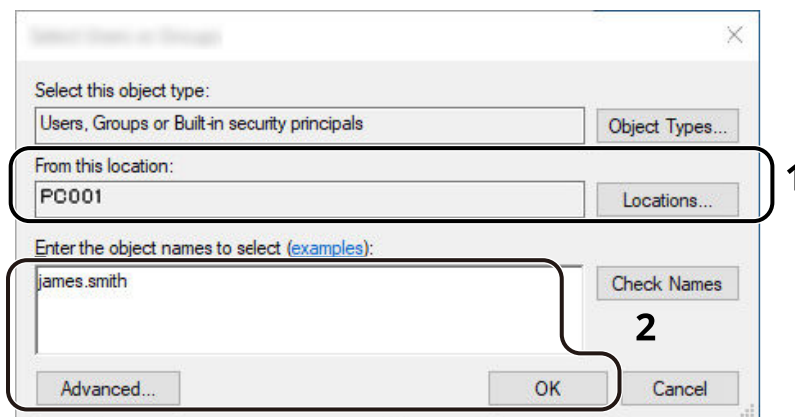 Select this object type:
Users, Groups or Built-in security principals
Object Types...
From this location:
PC001
Locations...
1
Enter the object names to select (examples):
james.smith
Check Names
2
Advanced...
OK
Cancel